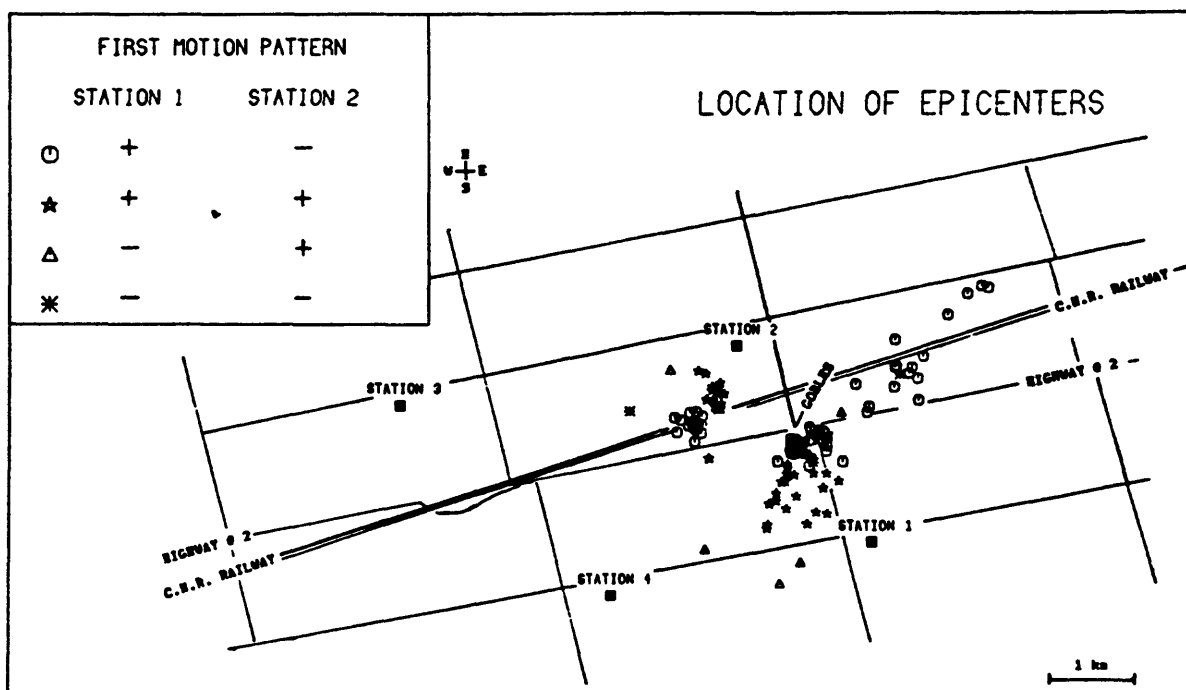 FIRST MOTION PATTERN
STATION 1 STATION 2
+ −
+ +
− +
− −
LOCATION OF EPICENTERS
W E
S
STATION 2
C.N.R. RAILWAY
STATION 3
HIGHWAY # 2
STATION 1
HIGHWAY # 2
C.N.R. RAILWAY
STATION 4
1 km